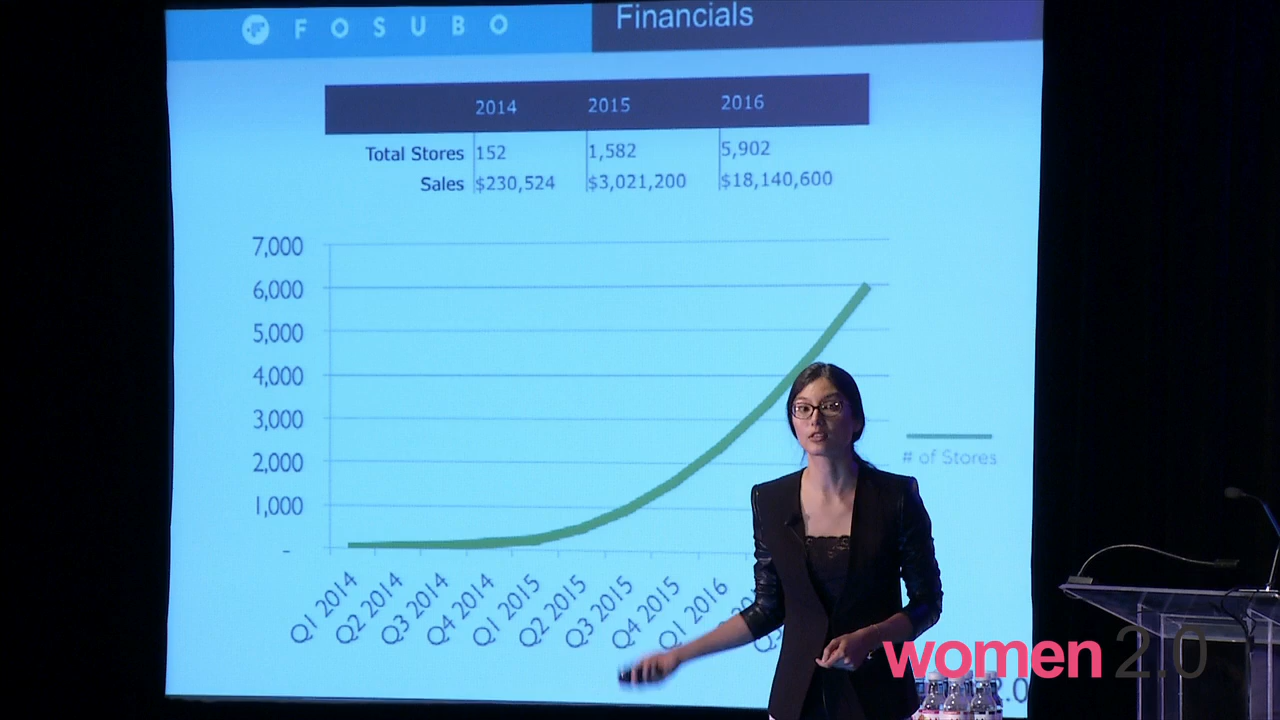 FOSUBO
Financials
2014 2015 2016
Total Stores 152 1,582 5,902
Sales $230,524 $3,021,200 $18,140,600
7,000
6,000
5,000
4,000
3,000
2,000
1,000
-
# of Stores
Q1 2014 Q2 2014 Q3 2014 Q4 2014 Q1 2015 Q2 2015 Q3 2015 Q4 2015 Q1 2016
women 2.0
2.0